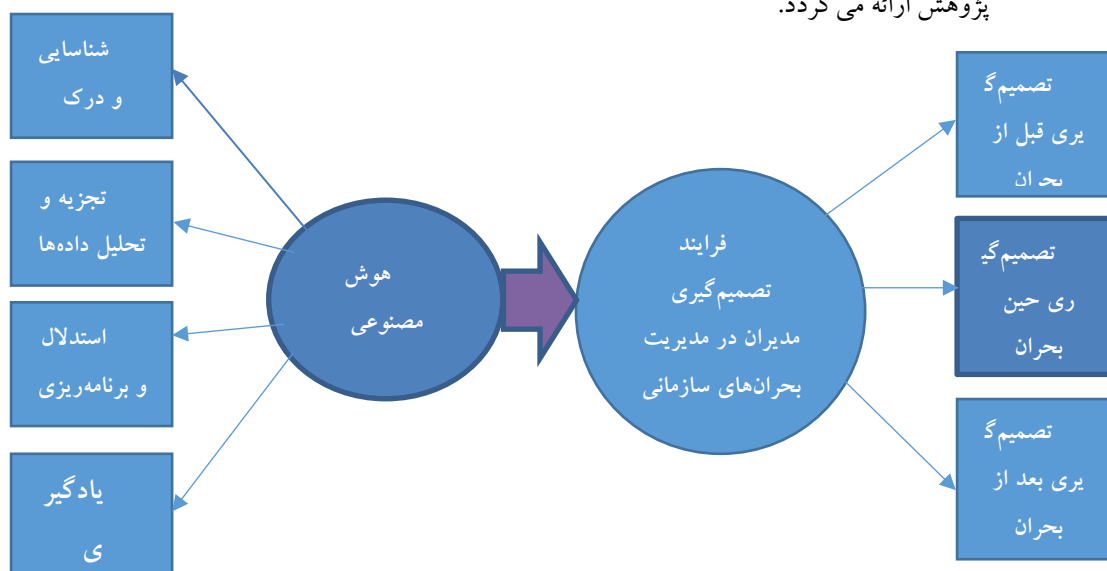 پژوهش ارائه می گردد.
تصمیم‌گ
یری قبل از
بحران
تصمیم‌گی
ری حین
بحران
تصمیم‌گ
یری بعد از
بحران
فرایند
تصمیم‌گیری
مدیران در مدیریت
بحران‌های سازمانی
هوش
مصنوعی
شناسایی
و درک
تجزیه و
تحلیل داده‌ها
استدلال
و برنامه‌ریزی
یادگیر
ی